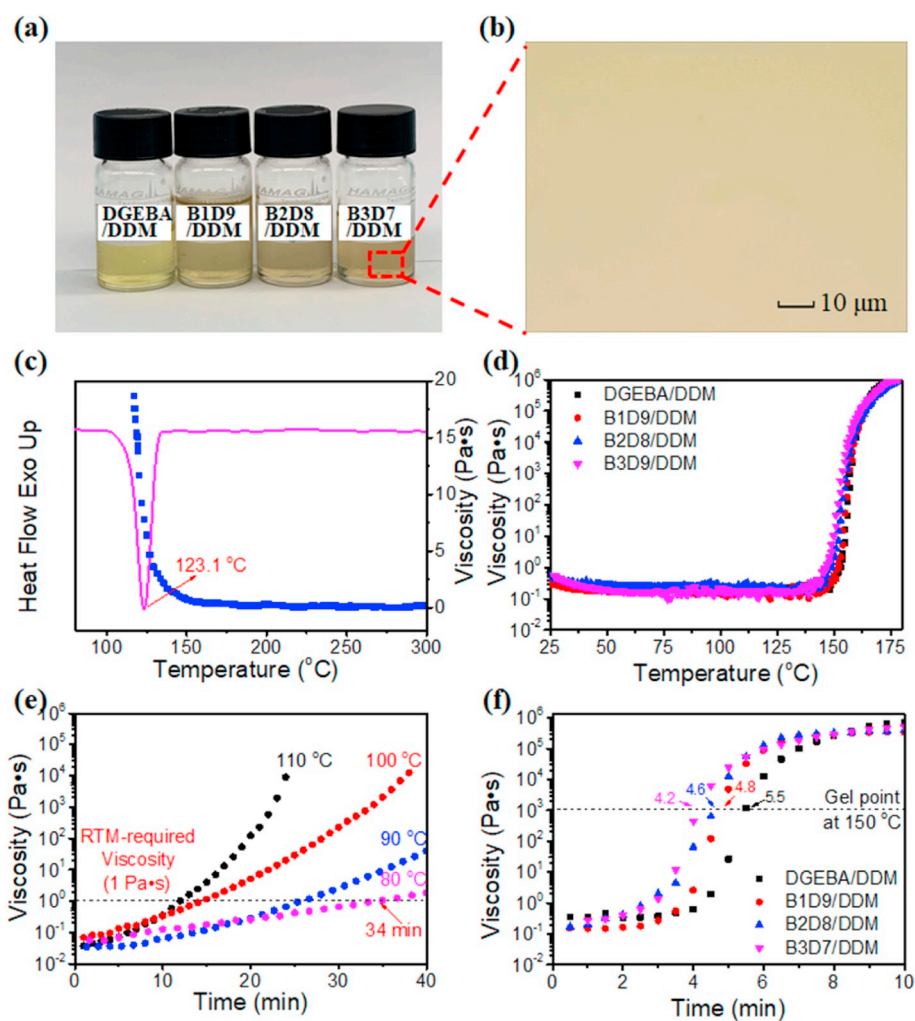 (a)
(b)
HAMAG
DGEBA
/DDM
B1D9
/DDM
B2D8
/DDM
B3D7
/DDM
10 μm
(c)
Heat Flow Exo Up
123.1 °C
20
15
10
5
0
Viscosity (Pa•s)
100 150 200 250 300
Temperature (°C)
(d)
Viscosity (Pa•s)
10^6
10^5
10^4
10^3
10^2
10^1
10^0
10^-1
10^-2
DGEBA/DDM
B1D9/DDM
B2D8/DDM
B3D9/DDM
25 50 75 100 125 150 175
Temperature (°C)
(e)
Viscosity (Pa•s)
10^6
10^5
10^4
10^3
10^2
10^1
10^0
10^-1
10^-2
110 °C
100 °C
90 °C
80 °C
RTM-required
Viscosity
(1 Pa•s)
34 min
0 10 20 30 40
Time (min)
(f)
Viscosity (Pa•s)
10^6
10^5
10^4
10^3
10^2
10^1
10^0
10^-1
10^-2
4.2
4.6
4.8
5.5
Gel point
at 150 °C
DGEBA/DDM
B1D9/DDM
B2D8/DDM
B3D7/DDM
0 2 4 6 8 10
Time (min)